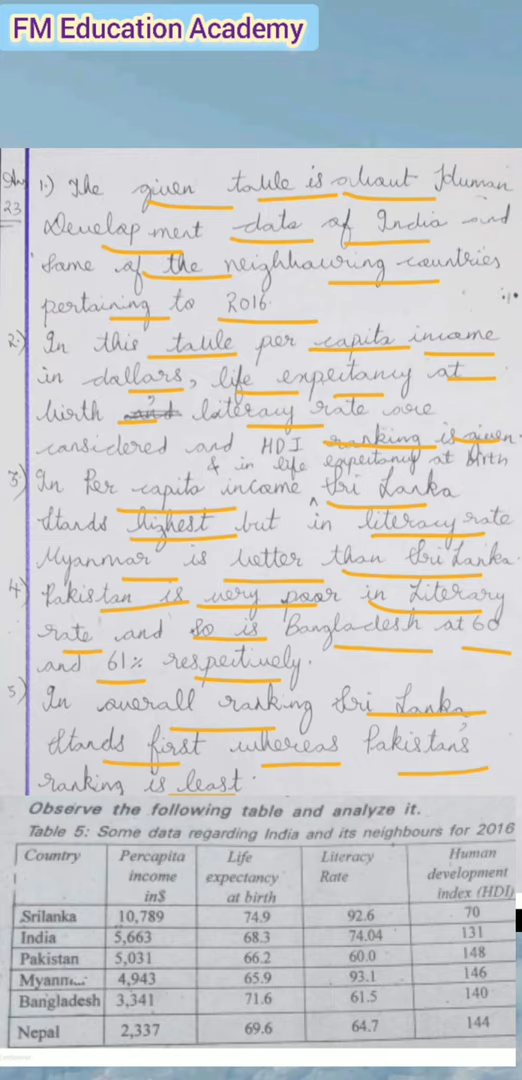 FM Education Academy
23
1.) The given table is about Human
Development data of India and
some of the neighbouring countries
pertaining to 2016.
2.) In this table per capita income
in dollars, life expectancy at
birth and literacy rate are
considered and HDI ranking is given.
& in life expectancy at birth
3) In Per capita income ^ Sri Lanka
stands highest but in literacy rate
Myanmar is better than Sri Lanka.
4) Pakistan is very poor in Literary
rate and so is Bangladesh at 60
and 61% respectively.
5) In overall ranking Sri Lanka
stands first whereas Pakistan's
ranking is least.
Observe the following table and analyze it.
Table 5: Some data regarding India and its neighbours for 2016
Country Percapita income in$ Life expectancy at birth Literacy Rate Human development index (HDI)
Srilanka 10,789 74.9 92.6 70
India 5,663 68.3 74.04 131
Pakistan 5,031 66.2 60.0 148
Myanm... 4,943 65.9 93.1 146
Bangladesh 3,341 71.6 61.5 140
Nepal 2,337 69.6 64.7 144